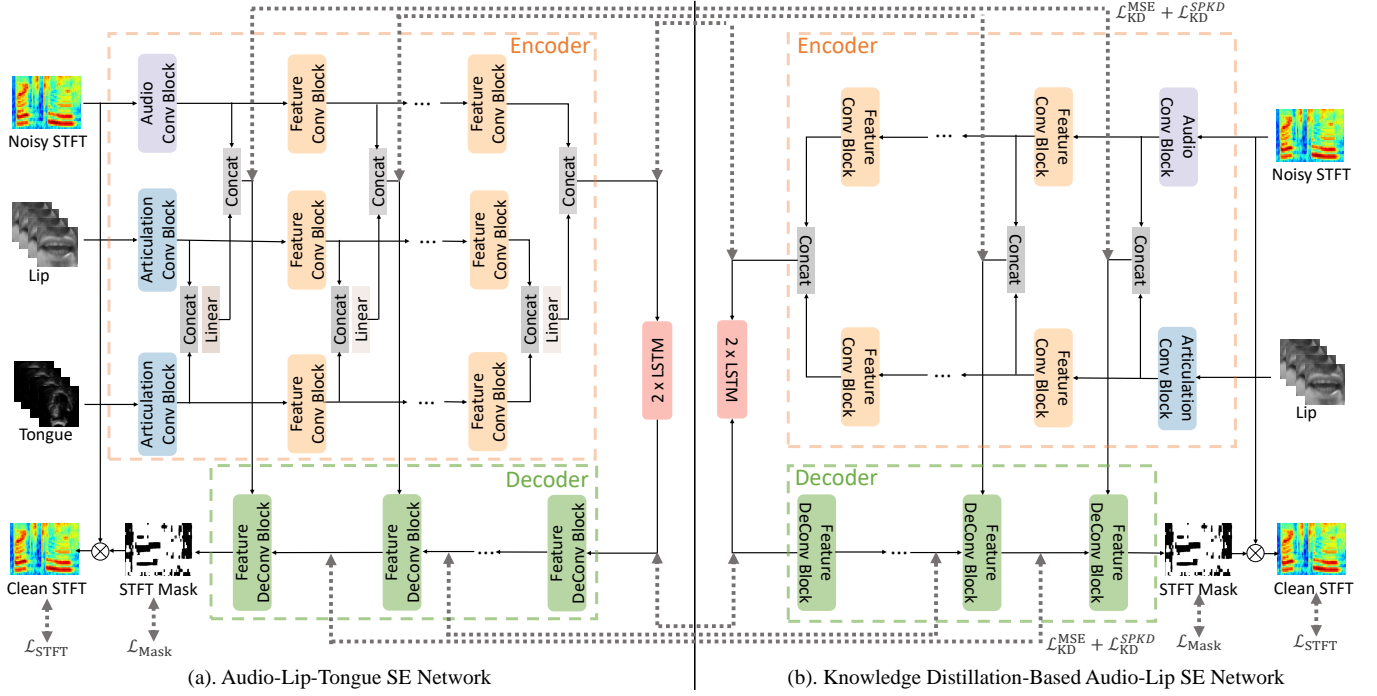 ℒ_KD^MSE + ℒ_KD^SPKD
Encoder
Audio
Conv Block
Feature
Conv Block
...
Feature
Conv Block
Noisy STFT
Concat
Concat
Concat
Articulation
Conv Block
Feature
Conv Block
...
Feature
Conv Block
Lip
Concat
Linear
Concat
Linear
Concat
Linear
Articulation
Conv Block
Feature
Conv Block
...
Feature
Conv Block
Tongue
2 x LSTM
Decoder
Feature
DeConv Block
Feature
DeConv Block
...
Feature
DeConv Block
Clean STFT
STFT Mask
ℒ_STFT
ℒ_Mask
(a). Audio-Lip-Tongue SE Network
Encoder
Feature
Conv Block
...
Feature
Conv Block
Audio
Conv Block
Noisy STFT
Concat
Concat
Concat
2 x LSTM
Feature
Conv Block
...
Feature
Conv Block
Articulation
Conv Block
Lip
Decoder
Feature
DeConv Block
...
Feature
DeConv Block
Feature
DeConv Block
STFT Mask
Clean STFT
ℒ_KD^MSE + ℒ_KD^SPKD
ℒ_Mask
ℒ_STFT
(b). Knowledge Distillation-Based Audio-Lip SE Network